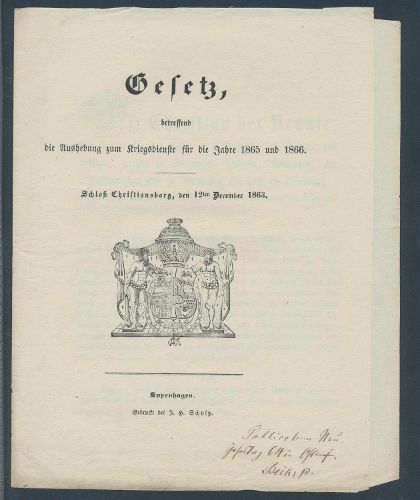 Gesetz,
betreffend
die Aushebung zum Kriegsdienste für die Jahre 1865 und 1866.
Schloß Christiansborg, den 12ten December 1863.
Kopenhagen.
Gedruckt bei J. H. Schultz.
Publicatum